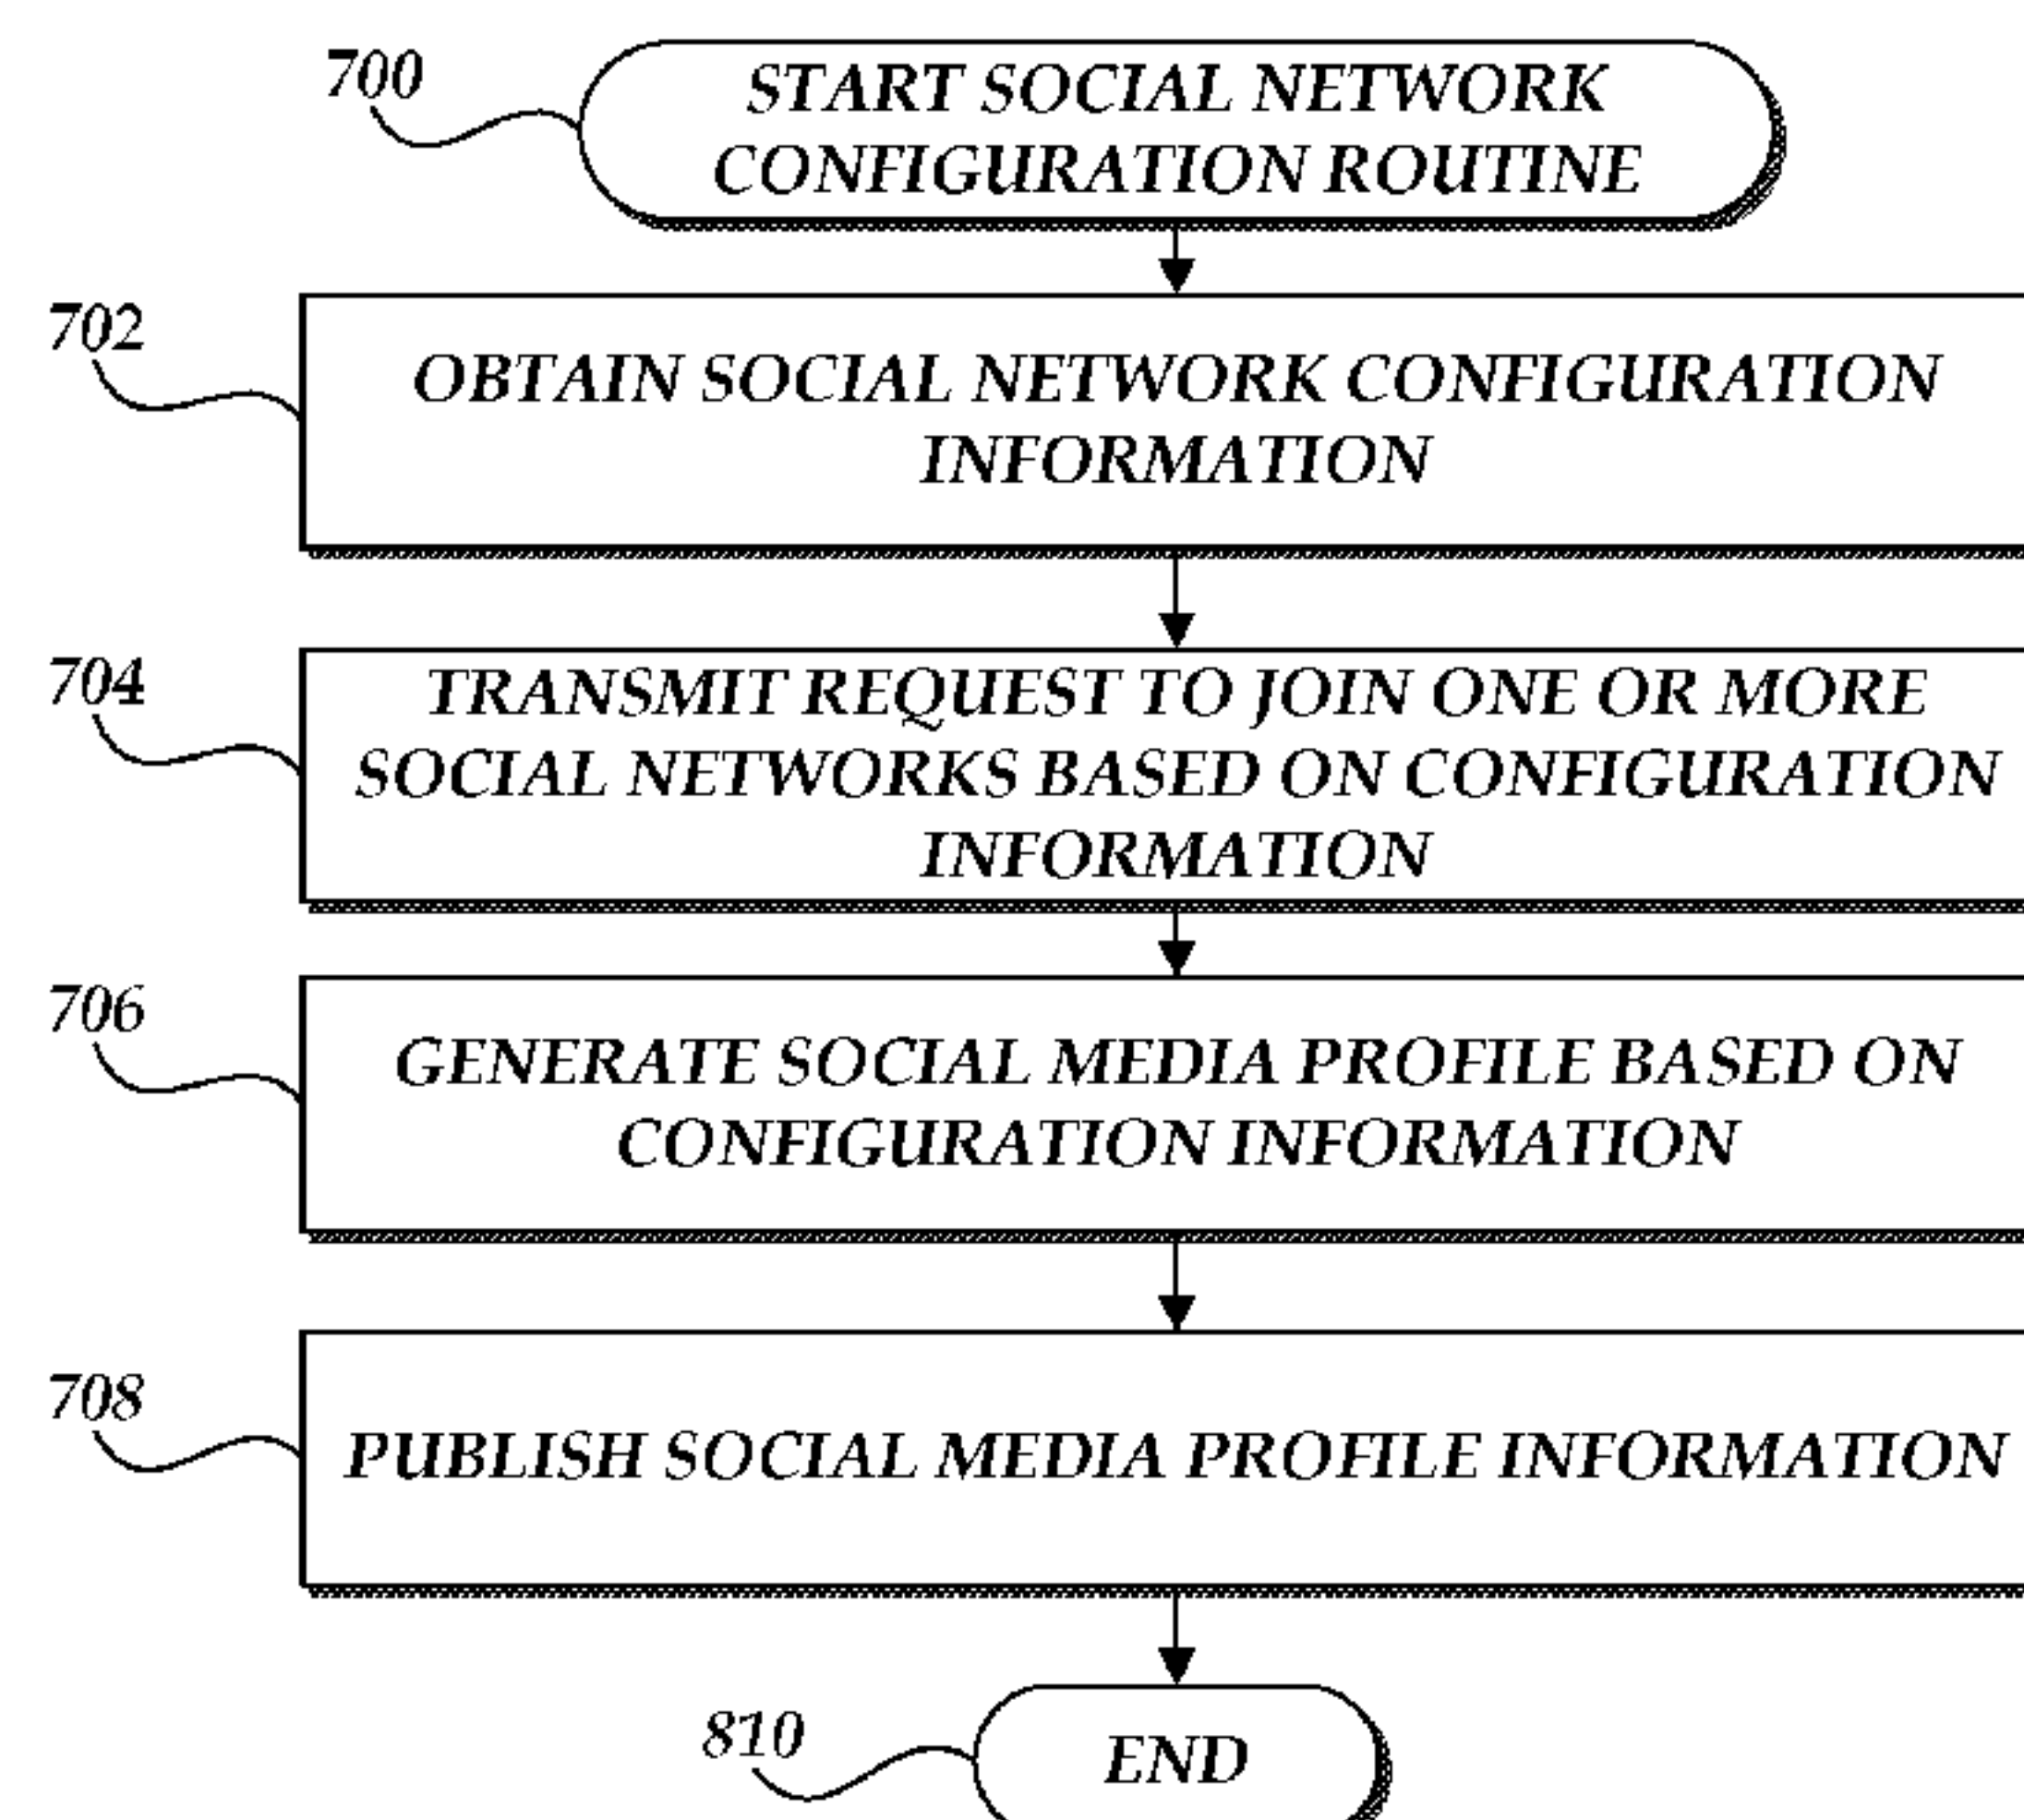 700
START SOCIAL NETWORK
CONFIGURATION ROUTINE
702
OBTAIN SOCIAL NETWORK CONFIGURATION
INFORMATION
704
TRANSMIT REQUEST TO JOIN ONE OR MORE
SOCIAL NETWORKS BASED ON CONFIGURATION
INFORMATION
706
GENERATE SOCIAL MEDIA PROFILE BASED ON
CONFIGURATION INFORMATION
708
PUBLISH SOCIAL MEDIA PROFILE INFORMATION
810
END